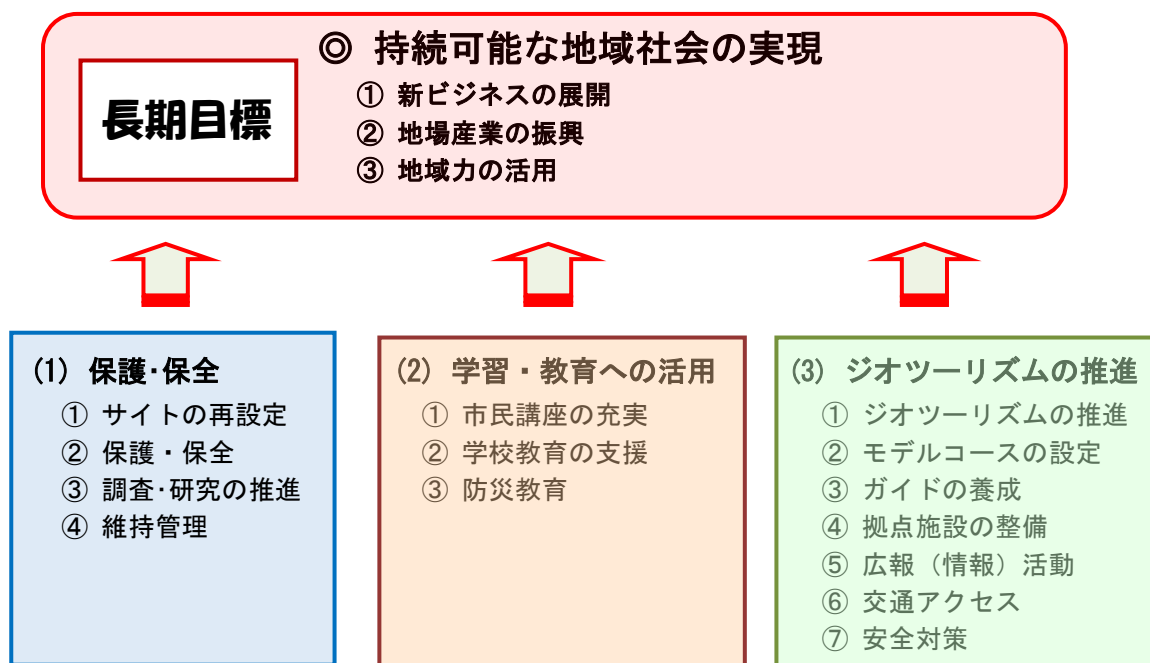 ◎ 持続可能な地域社会の実現
長期目標
① 新ビジネスの展開
② 地場産業の振興
③ 地域力の活用
(1) 保護･保全
① サイトの再設定
② 保護・保全
③ 調査･研究の推進
④ 維持管理
(2) 学習・教育への活用
① 市民講座の充実
② 学校教育の支援
③ 防災教育
(3) ジオツーリズムの推進
① ジオツーリズムの推進
② モデルコースの設定
③ ガイドの養成
④ 拠点施設の整備
⑤ 広報（情報）活動
⑥ 交通アクセス
⑦ 安全対策